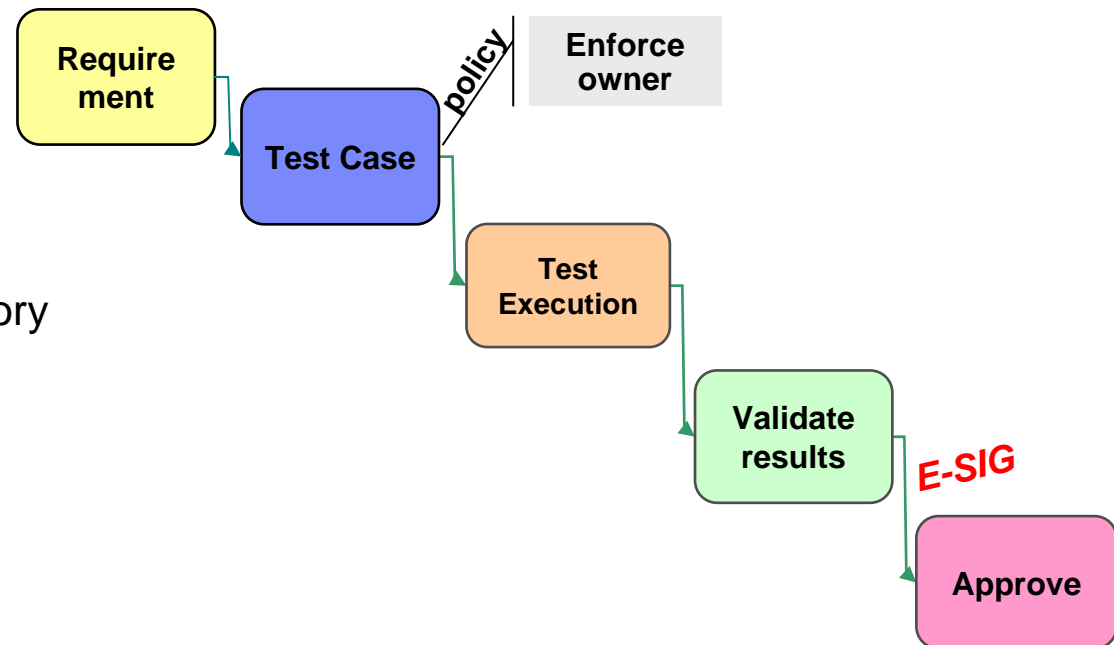 Require
ment
policy
Enforce
owner
Test Case
Test
Execution
ory
Validate
results
E-SIG
Approve